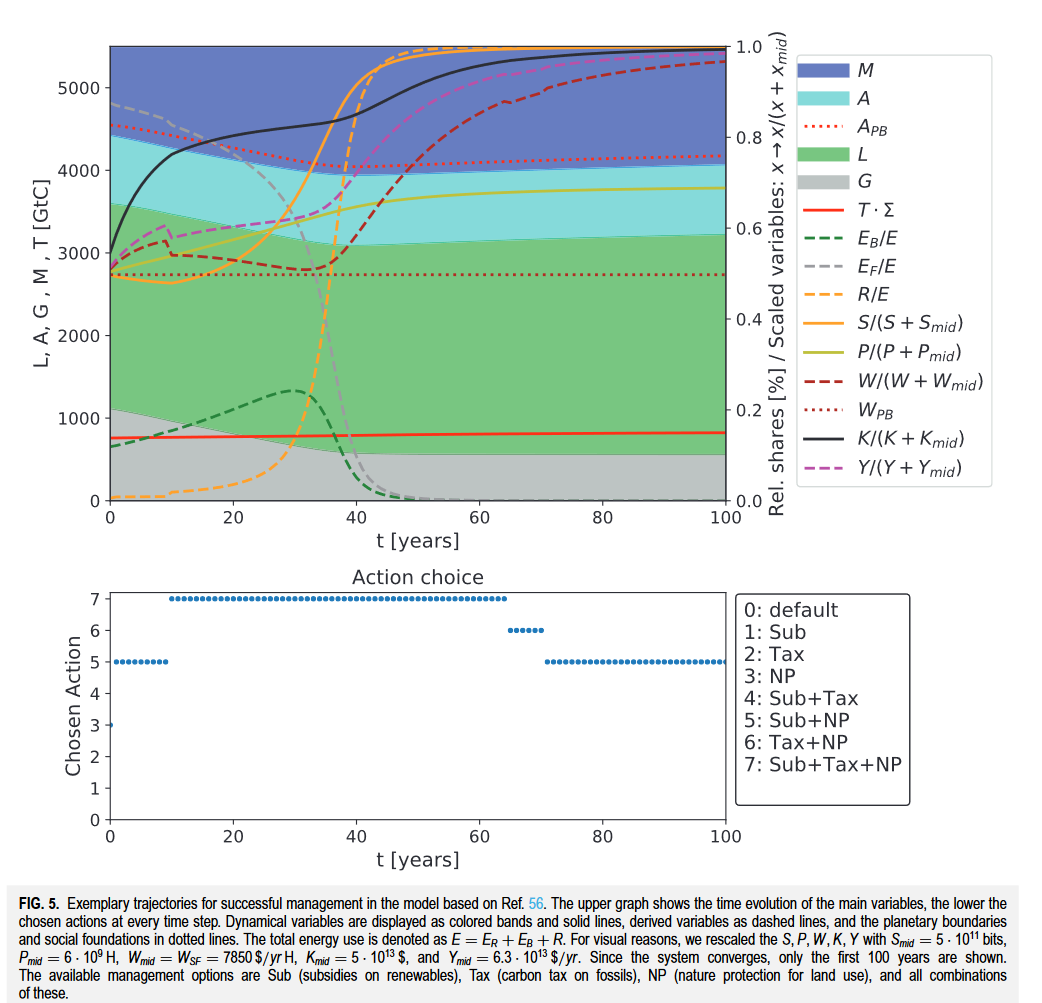 L, A, G , M , T [GtC]
5000
4000
3000
2000
1000
0
1.0
0.8
0.6
0.4
0.2
0.0
Rel. shares [%] / Scaled variables: x → x/(x + x_mid)
0 20 40 60 80 100
t [years]
M
A
A_PB
L
G
T · Σ
E_B/E
E_F/E
R/E
S/(S + S_mid)
P/(P + P_mid)
W/(W + W_mid)
W_PB
K/(K + K_mid)
Y/(Y + Y_mid)
Action choice
Chosen Action
7
6
5
4
3
2
1
0
0 20 40 60 80 100
t [years]
0: default
1: Sub
2: Tax
3: NP
4: Sub+Tax
5: Sub+NP
6: Tax+NP
7: Sub+Tax+NP
FIG. 5. Exemplary trajectories for successful management in the model based on Ref. 56. The upper graph shows the time evolution of the main variables, the lower the
chosen actions at every time step. Dynamical variables are displayed as colored bands and solid lines, derived variables as dashed lines, and the planetary boundaries
and social foundations in dotted lines. The total energy use is denoted as E = E_R + E_B + R. For visual reasons, we rescaled the S, P, W, K, Y with S_mid = 5 · 10^11 bits,
P_mid = 6 · 10^9 H, W_mid = W_SF = 7850 $/yr H, K_mid = 5 · 10^13 $, and Y_mid = 6.3 · 10^13 $/yr. Since the system converges, only the first 100 years are shown.
The available management options are Sub (subsidies on renewables), Tax (carbon tax on fossils), NP (nature protection for land use), and all combinations
of these.